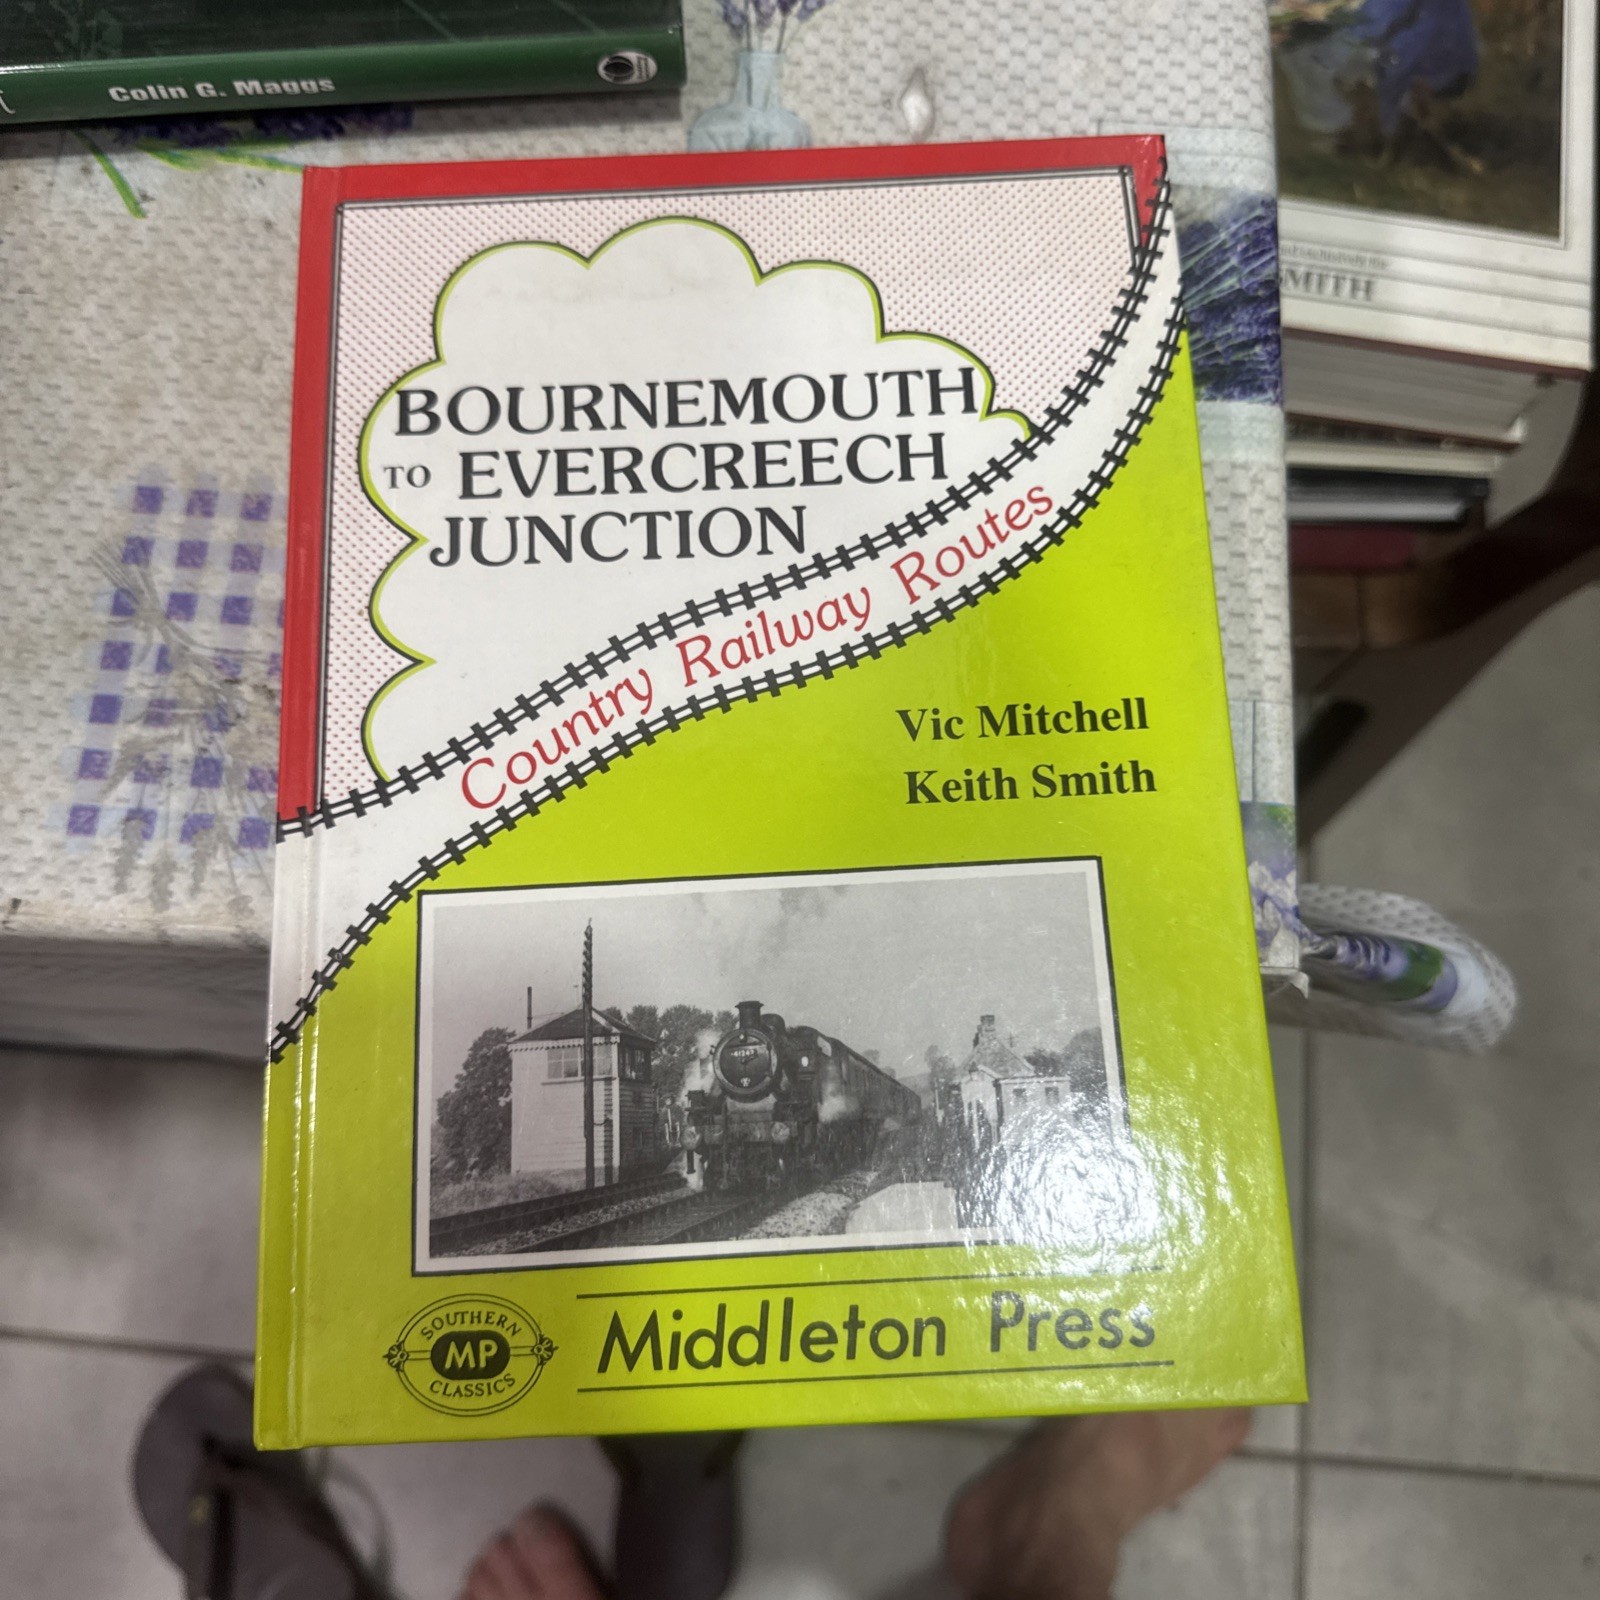 Colin G. Maggs
SMITH
BOURNEMOUTH
TO EVERCREECH
JUNCTION
Country Railway Routes
Vic Mitchell
Keith Smith
SOUTHERN
MP
CLASSICS
Middleton Press